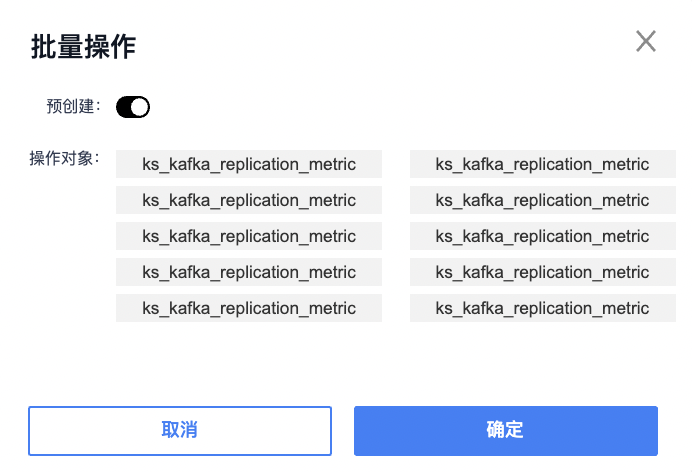 批量操作
预创建：
操作对象： ks_kafka_replication_metric ks_kafka_replication_metric
ks_kafka_replication_metric ks_kafka_replication_metric
ks_kafka_replication_metric ks_kafka_replication_metric
ks_kafka_replication_metric ks_kafka_replication_metric
ks_kafka_replication_metric ks_kafka_replication_metric
取消 确定